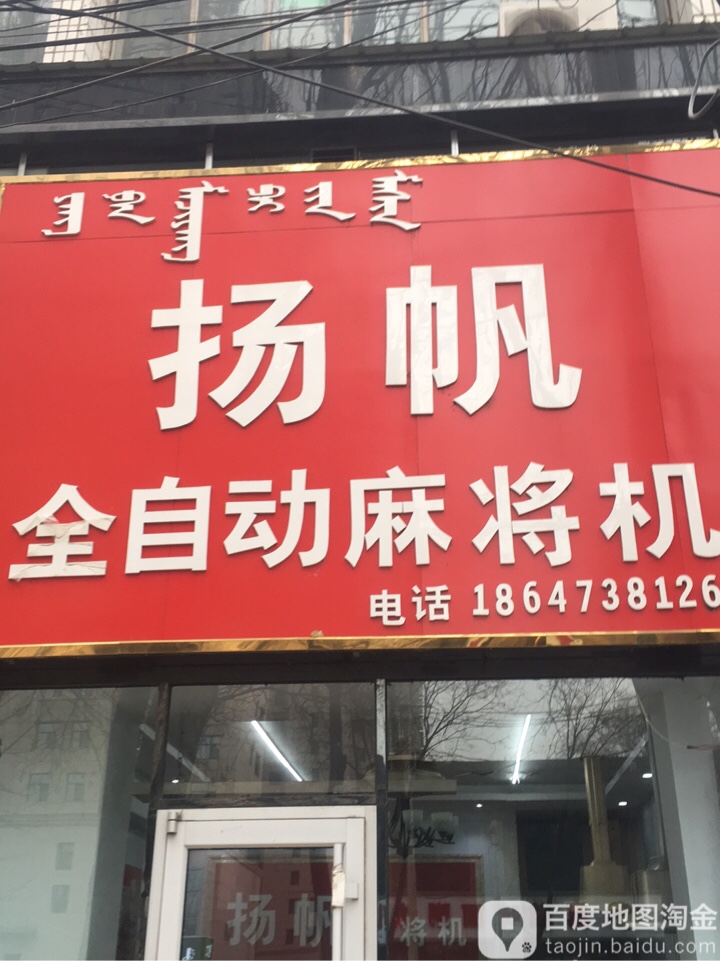 扬帆
全自动麻将机
电话 1864738126
扬帆 将机
百度地图淘金
taojin.baidu.com